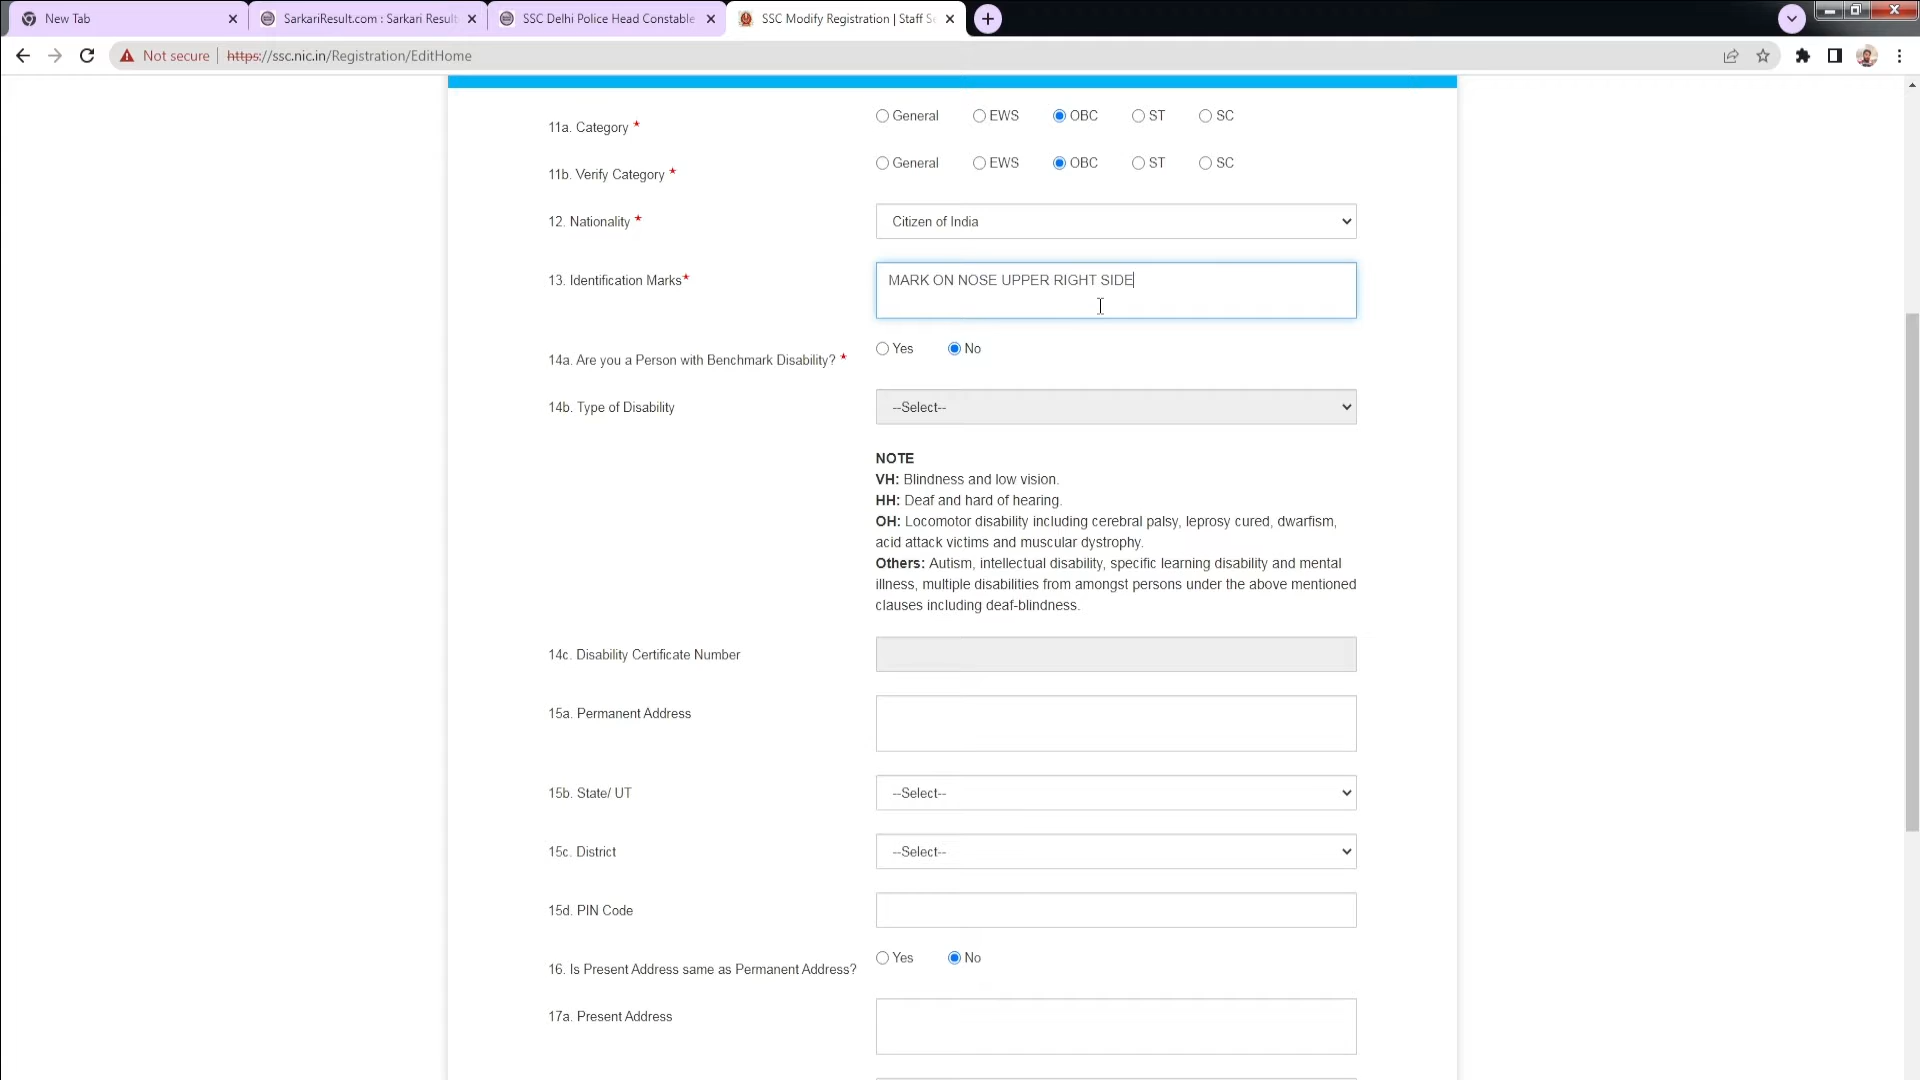 New Tab
SarkariResult.com : Sarkari Result
SSC Delhi Police Head Constable
SSC Modify Registration | Staff Se
Not secure https://ssc.nic.in/Registration/EditHome
11a. Category * General EWS OBC ST SC
11b. Verify Category * General EWS OBC ST SC
12. Nationality * Citizen of India
13. Identification Marks* MARK ON NOSE UPPER RIGHT SIDE
14a. Are you a Person with Benchmark Disability? * Yes No
14b. Type of Disability --Select--
NOTE
VH: Blindness and low vision.
HH: Deaf and hard of hearing.
OH: Locomotor disability including cerebral palsy, leprosy cured, dwarfism,
acid attack victims and muscular dystrophy.
Others: Autism, intellectual disability, specific learning disability and mental
illness, multiple disabilities from amongst persons under the above mentioned
clauses including deaf-blindness.
14c. Disability Certificate Number
15a. Permanent Address
15b. State/ UT --Select--
15c. District --Select--
15d. PIN Code
16. Is Present Address same as Permanent Address? Yes No
17a. Present Address